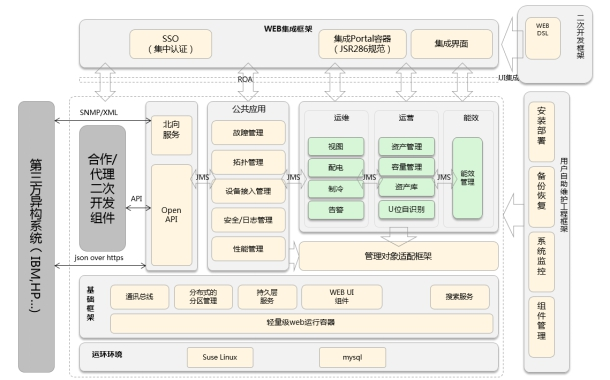 WEB集成框架
SSO
（集中认证）
集成Portal容器
（JSR286规范）
集成界面
WEB
DSL
二次开发框架
ROA
UI集成
SNMP/XML
第三方异构系统（IBM,HP...）
合作/
代理二
次开发
组件
API
json over https
北向
服务
Open
API
JMS
公共应用
故障管理
拓扑管理
设备接入管理
安全/日志管理
性能管理
JMS
运维
视图
配电
制冷
告警
JMS
运营
资产管理
容量管理
资产库
U位自识别
JMS
能效
能效
管理
管理对象适配框架
用户自助维护工程框架
安装部署
备份恢复
系统监控
组件管理
基础框架
通讯总线
分布式的
分区管理
持久层
服务
WEB UI
组件
搜索服务
轻量级web运行容器
运环环境
Suse Linux
mysql